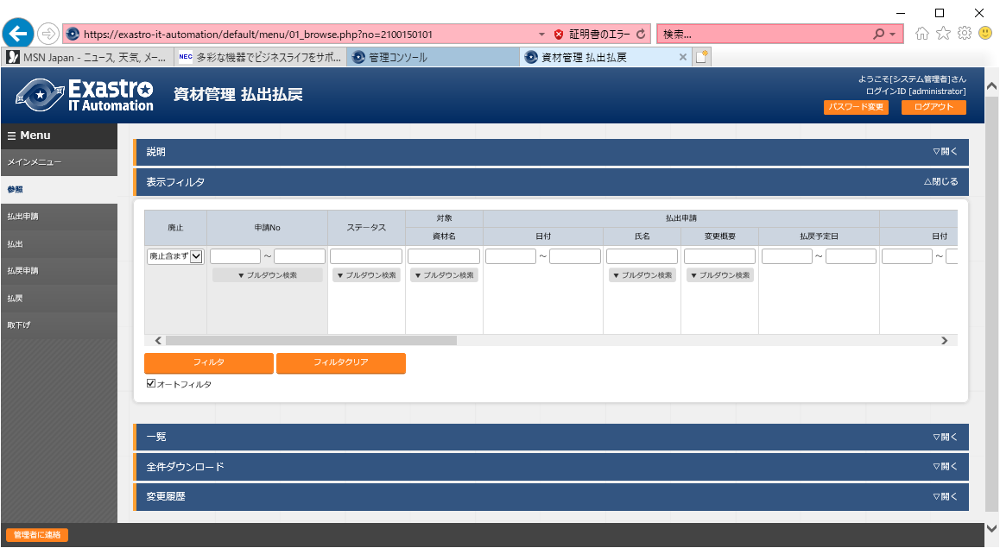 https://exastro-it-automation/default/menu/01_browse.php?no=2100150101 証明書のエラー 検索...
MSN Japan - ニュース, 天気, メー... NEC 多彩な機器でビジネスライフをサポ... 管理コンソール 資材管理 払出払戻
Exastro IT Automation
資材管理 払出払戻
ようこそ[システム管理者]さん
ログインID [administrator]
パスワード変更 ログアウト
Menu
メインメニュー
参照
払出申請
払出
払戻申請
払戻
取下げ
説明 ▽開く
表示フィルタ △閉じる
廃止 申請No ステータス 対象 払出申請
資材名 日付 氏名 変更概要 払戻予定日 日付
廃止含まず ～ ～ ～ ～
▼ プルダウン検索 ▼ プルダウン検索 ▼ プルダウン検索 ▼ プルダウン検索 ▼ プルダウン検索
フィルタ フィルタクリア
オートフィルタ
一覧 ▽開く
全件ダウンロード ▽開く
変更履歴 ▽開く
管理者に連絡